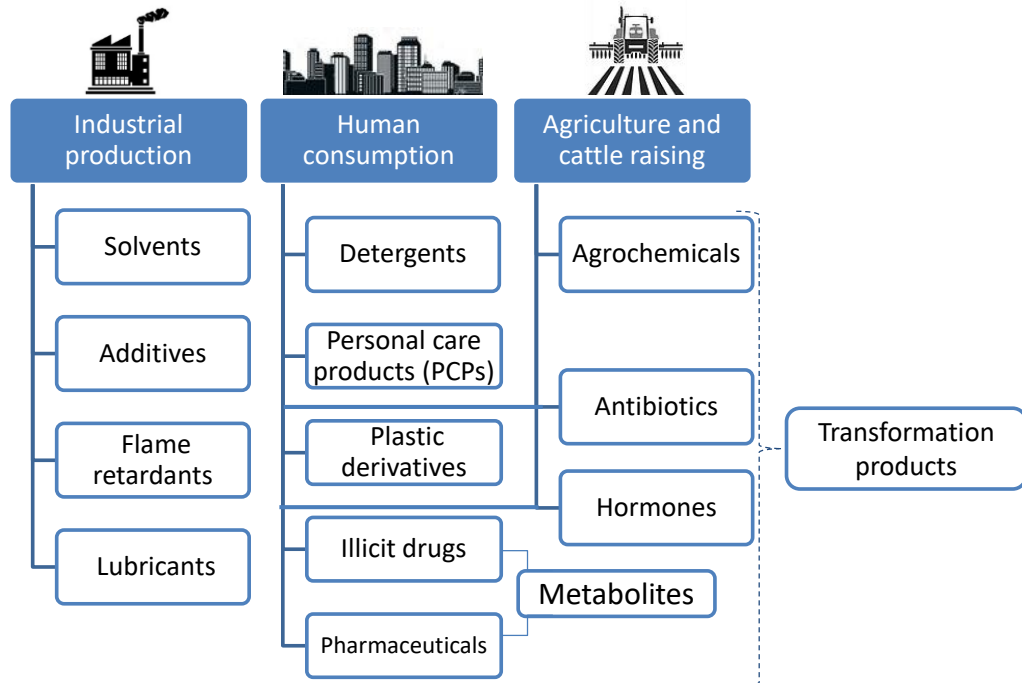 Industrial
production
Human
consumption
Agriculture and
cattle raising
Solvents
Additives
Flame
retardants
Lubricants
Detergents
Personal care
products (PCPs)
Plastic
derivatives
Illicit drugs
Pharmaceuticals
Agrochemicals
Antibiotics
Hormones
Metabolites
Transformation
products